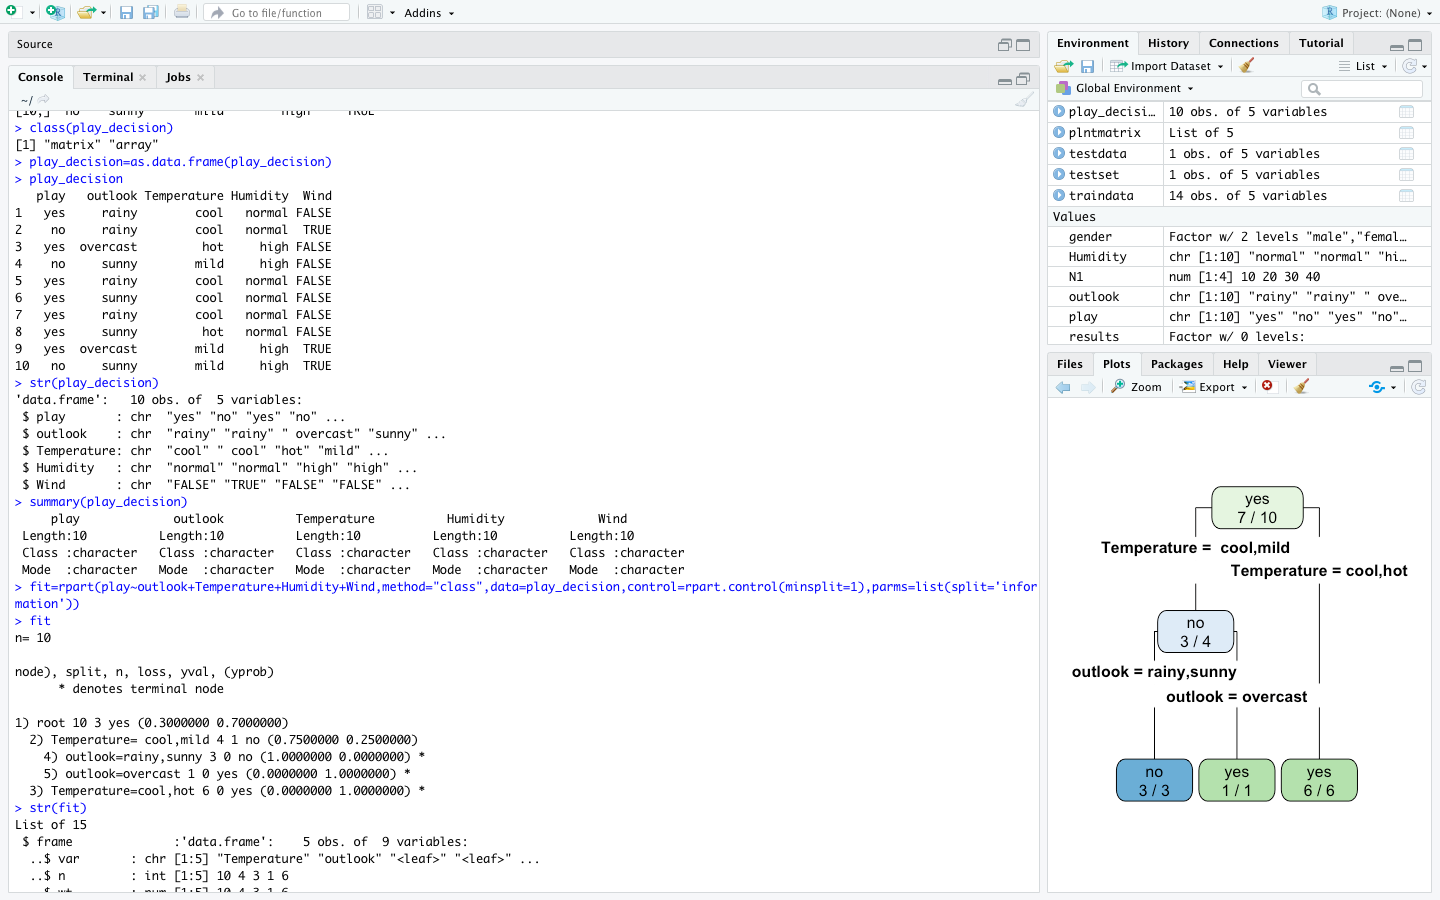 Go to file/function
Addins
Project: (None)
Source
Console Terminal Jobs
~/
[10,] no sunny mild high TRUE
> class(play_decision)
[1] "matrix" "array"
> play_decision=as.data.frame(play_decision)
> play_decision
play outlook Temperature Humidity Wind
1 yes rainy cool normal FALSE
2 no rainy cool normal TRUE
3 yes overcast hot high FALSE
4 no sunny mild high FALSE
5 yes rainy cool normal FALSE
6 yes sunny cool normal FALSE
7 yes rainy cool normal FALSE
8 yes sunny hot normal FALSE
9 yes overcast mild high TRUE
10 no sunny mild high TRUE
> str(play_decision)
'data.frame': 10 obs. of 5 variables:
$ play : chr "yes" "no" "yes" "no" ...
$ outlook : chr "rainy" "rainy" " overcast" "sunny" ...
$ Temperature: chr "cool" " cool" "hot" "mild" ...
$ Humidity : chr "normal" "normal" "high" "high" ...
$ Wind : chr "FALSE" "TRUE" "FALSE" "FALSE" ...
> summary(play_decision)
play outlook Temperature Humidity Wind
Length:10 Length:10 Length:10 Length:10 Length:10
Class :character Class :character Class :character Class :character Class :character
Mode :character Mode :character Mode :character Mode :character Mode :character
> fit=rpart(play~outlook+Temperature+Humidity+Wind,method="class",data=play_decision,control=rpart.control(minsplit=1),parms=list(split='infor
mation'))
> fit
n= 10
node), split, n, loss, yval, (yprob)
* denotes terminal node
1) root 10 3 yes (0.3000000 0.7000000)
2) Temperature= cool,mild 4 1 no (0.7500000 0.2500000)
4) outlook=rainy,sunny 3 0 no (1.0000000 0.0000000) *
5) outlook=overcast 1 0 yes (0.0000000 1.0000000) *
3) Temperature=cool,hot 6 0 yes (0.0000000 1.0000000) *
> str(fit)
List of 15
$ frame :'data.frame': 5 obs. of 9 variables:
..$ var : chr [1:5] "Temperature" "outlook" "<leaf>" "<leaf>" ...
..$ n : int [1:5] 10 4 3 1 6
..$ wt : num [1:5] 10 4 3 1 6
Environment History Connections Tutorial
Import Dataset List
Global Environment
play_decisi… 10 obs. of 5 variables
plntmatrix List of 5
testdata 1 obs. of 5 variables
testset 1 obs. of 5 variables
traindata 14 obs. of 5 variables
Values
gender Factor w/ 2 levels "male","femal…
Humidity chr [1:10] "normal" "normal" "hi…
N1 num [1:4] 10 20 30 40
outlook chr [1:10] "rainy" "rainy" " ove…
play chr [1:10] "yes" "no" "yes" "no"…
results Factor w/ 0 levels:
Files Plots Packages Help Viewer
Zoom Export
yes
7 / 10
Temperature = cool,mild
Temperature = cool,hot
no
3 / 4
outlook = rainy,sunny
outlook = overcast
no
3 / 3
yes
1 / 1
yes
6 / 6